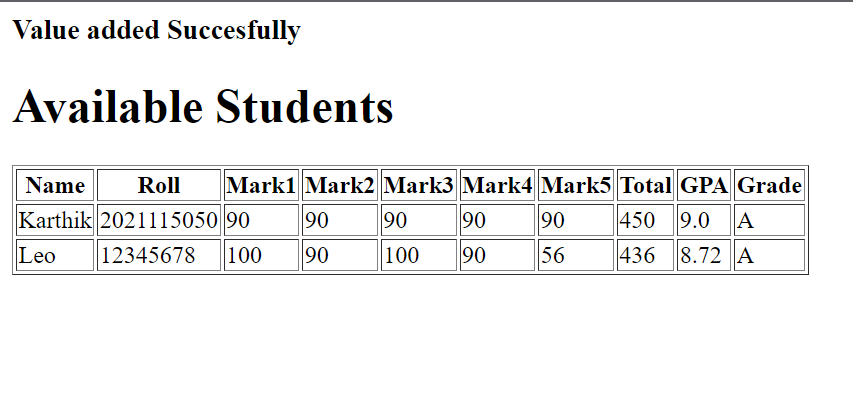 Value added Succesfully
Available Students
Name Roll Mark1 Mark2 Mark3 Mark4 Mark5 Total GPA Grade
Karthik 2021115050 90 90 90 90 90 450 9.0 A
Leo 12345678 100 90 100 90 56 436 8.72 A